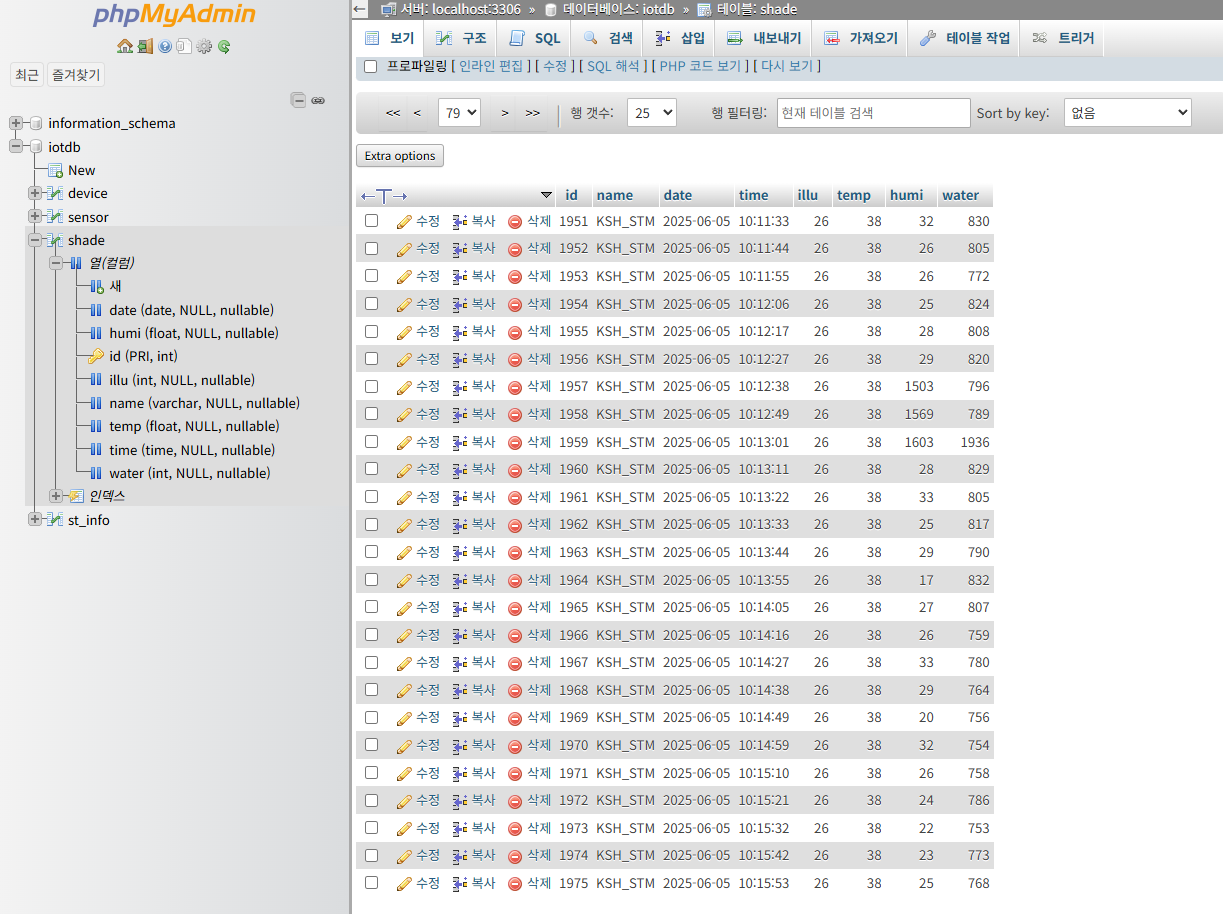 phpMyAdmin
최근 즐겨찾기
information_schema
iotdb
New
device
sensor
shade
열(컬럼)
새
date (date, NULL, nullable)
humi (float, NULL, nullable)
id (PRI, int)
illu (int, NULL, nullable)
name (varchar, NULL, nullable)
temp (float, NULL, nullable)
time (time, NULL, nullable)
water (int, NULL, nullable)
인덱스
st_info
서버: localhost:3306 » 데이터베이스: iotdb » 테이블: shade
보기 구조 SQL 검색 삽입 내보내기 가져오기 테이블 작업 트리거
프로파일링 [ 인라인 편집 ] [ 수정 ] [ SQL 해석 ] [ PHP 코드 보기 ] [ 다시 보기 ]
<< < 79 > >> 행 갯수: 25 행 필터링: 현재 테이블 검색 Sort by key: 없음
Extra options
←T→ id name date time illu temp humi water
수정 복사 삭제 1951 KSH_STM 2025-06-05 10:11:33 26 38 32 830
수정 복사 삭제 1952 KSH_STM 2025-06-05 10:11:44 26 38 26 805
수정 복사 삭제 1953 KSH_STM 2025-06-05 10:11:55 26 38 26 772
수정 복사 삭제 1954 KSH_STM 2025-06-05 10:12:06 26 38 25 824
수정 복사 삭제 1955 KSH_STM 2025-06-05 10:12:17 26 38 28 808
수정 복사 삭제 1956 KSH_STM 2025-06-05 10:12:27 26 38 29 820
수정 복사 삭제 1957 KSH_STM 2025-06-05 10:12:38 26 38 1503 796
수정 복사 삭제 1958 KSH_STM 2025-06-05 10:12:49 26 38 1569 789
수정 복사 삭제 1959 KSH_STM 2025-06-05 10:13:01 26 38 1603 1936
수정 복사 삭제 1960 KSH_STM 2025-06-05 10:13:11 26 38 28 829
수정 복사 삭제 1961 KSH_STM 2025-06-05 10:13:22 26 38 33 805
수정 복사 삭제 1962 KSH_STM 2025-06-05 10:13:33 26 38 25 817
수정 복사 삭제 1963 KSH_STM 2025-06-05 10:13:44 26 38 29 790
수정 복사 삭제 1964 KSH_STM 2025-06-05 10:13:55 26 38 17 832
수정 복사 삭제 1965 KSH_STM 2025-06-05 10:14:05 26 38 27 807
수정 복사 삭제 1966 KSH_STM 2025-06-05 10:14:16 26 38 26 759
수정 복사 삭제 1967 KSH_STM 2025-06-05 10:14:27 26 38 33 780
수정 복사 삭제 1968 KSH_STM 2025-06-05 10:14:38 26 38 29 764
수정 복사 삭제 1969 KSH_STM 2025-06-05 10:14:49 26 38 20 756
수정 복사 삭제 1970 KSH_STM 2025-06-05 10:14:59 26 38 32 754
수정 복사 삭제 1971 KSH_STM 2025-06-05 10:15:10 26 38 26 758
수정 복사 삭제 1972 KSH_STM 2025-06-05 10:15:21 26 38 24 786
수정 복사 삭제 1973 KSH_STM 2025-06-05 10:15:32 26 38 22 753
수정 복사 삭제 1974 KSH_STM 2025-06-05 10:15:42 26 38 23 773
수정 복사 삭제 1975 KSH_STM 2025-06-05 10:15:53 26 38 25 768